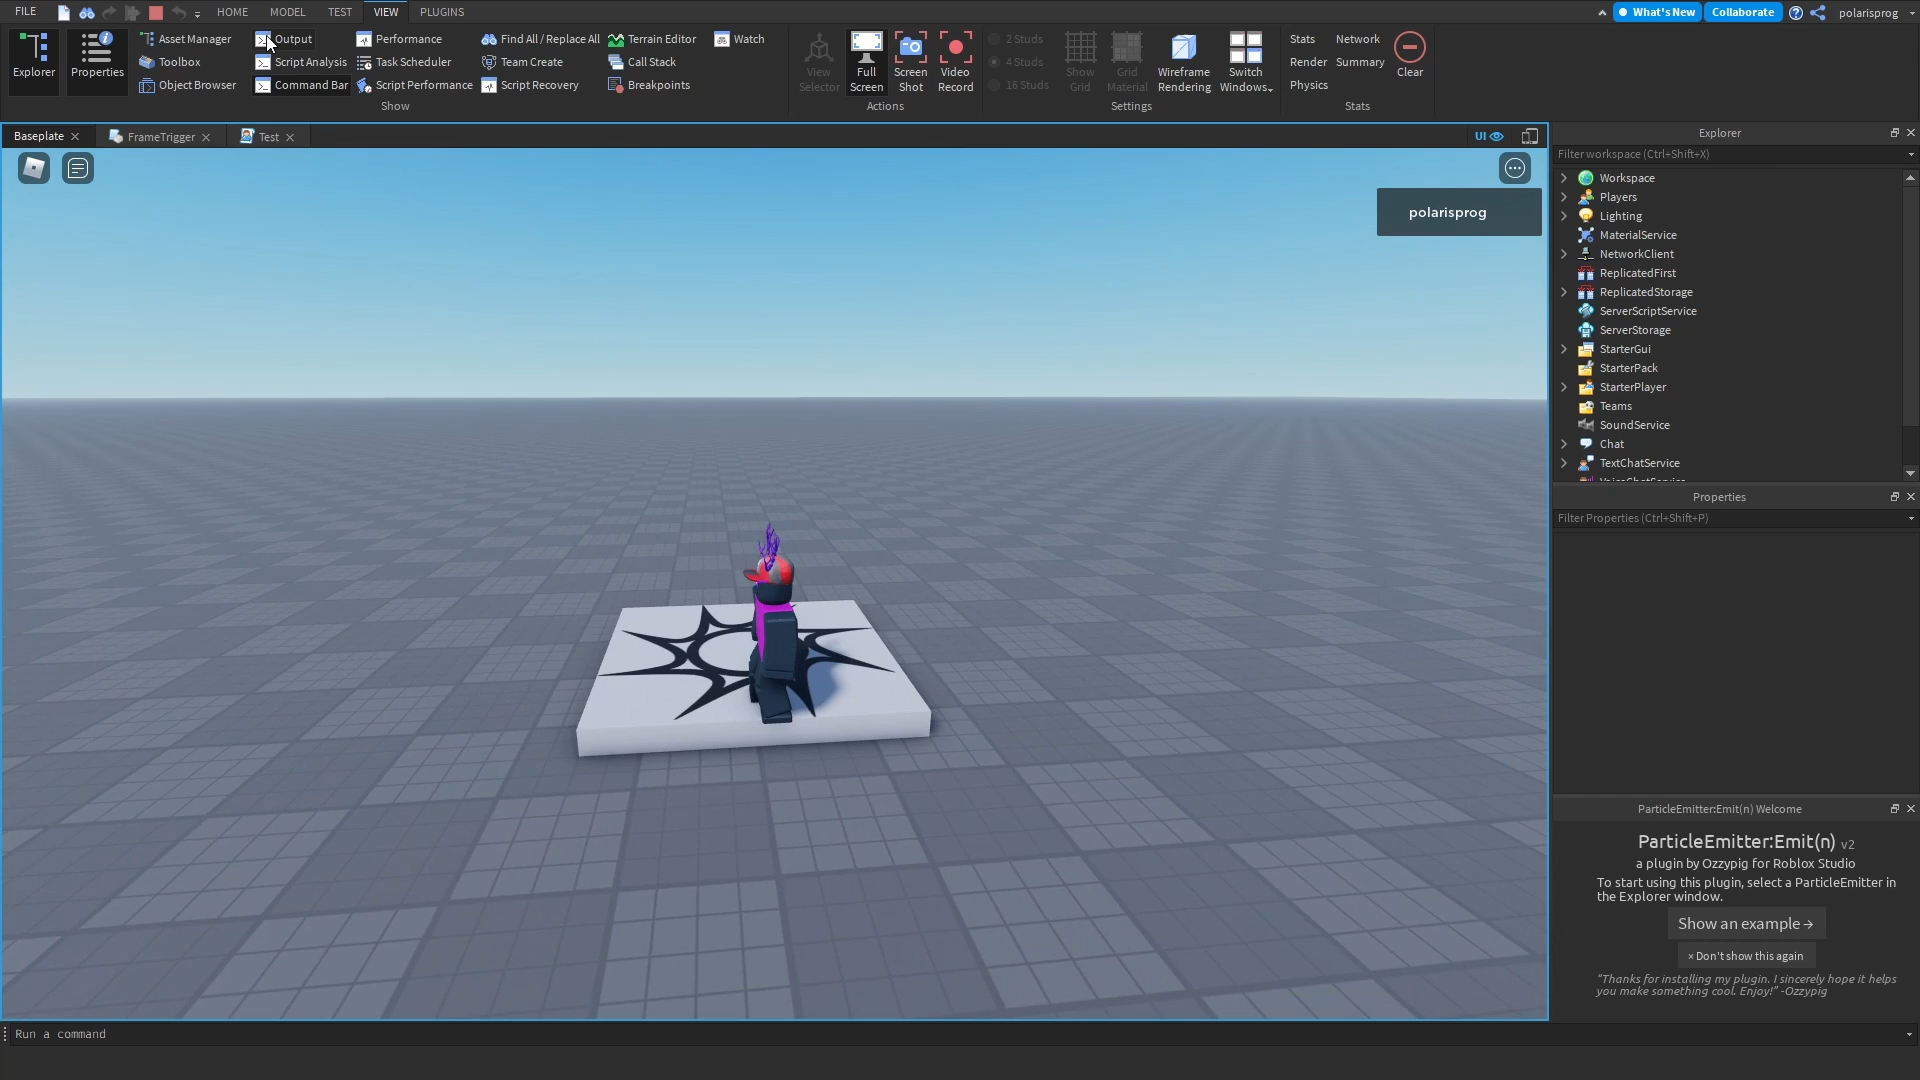 FILE HOME MODEL TEST VIEW PLUGINS What's New Collaborate polarisprog
Explorer
Properties
Asset Manager
Toolbox
Object Browser
Output
Script Analysis
Command Bar
Performance
Task Scheduler
Script Performance
Find All / Replace All
Team Create
Script Recovery
Terrain Editor
Call Stack
Breakpoints
Watch
Show
View
Selector
Full
Screen
Screen
Shot
Video
Record
Actions
2 Studs
4 Studs
16 Studs
Show
Grid
Grid
Material
Wireframe
Rendering
Switch
Windows
Settings
Stats
Render
Physics
Network
Summary
Clear
Stats
Baseplate FrameTrigger Test UI
polarisprog
Explorer
Filter workspace (Ctrl+Shift+X)
Workspace
Players
Lighting
MaterialService
NetworkClient
ReplicatedFirst
ReplicatedStorage
ServerScriptService
ServerStorage
StarterGui
StarterPack
StarterPlayer
Teams
SoundService
Chat
TextChatService
VoiceChatService
Properties
Filter Properties (Ctrl+Shift+P)
ParticleEmitter:Emit(n) Welcome
ParticleEmitter:Emit(n) v2
a plugin by Ozzypig for Roblox Studio
To start using this plugin, select a ParticleEmitter in
the Explorer window.
Show an example →
× Don't show this again
"Thanks for installing my plugin. I sincerely hope it helps
you make something cool. Enjoy!" -Ozzypig
Run a command